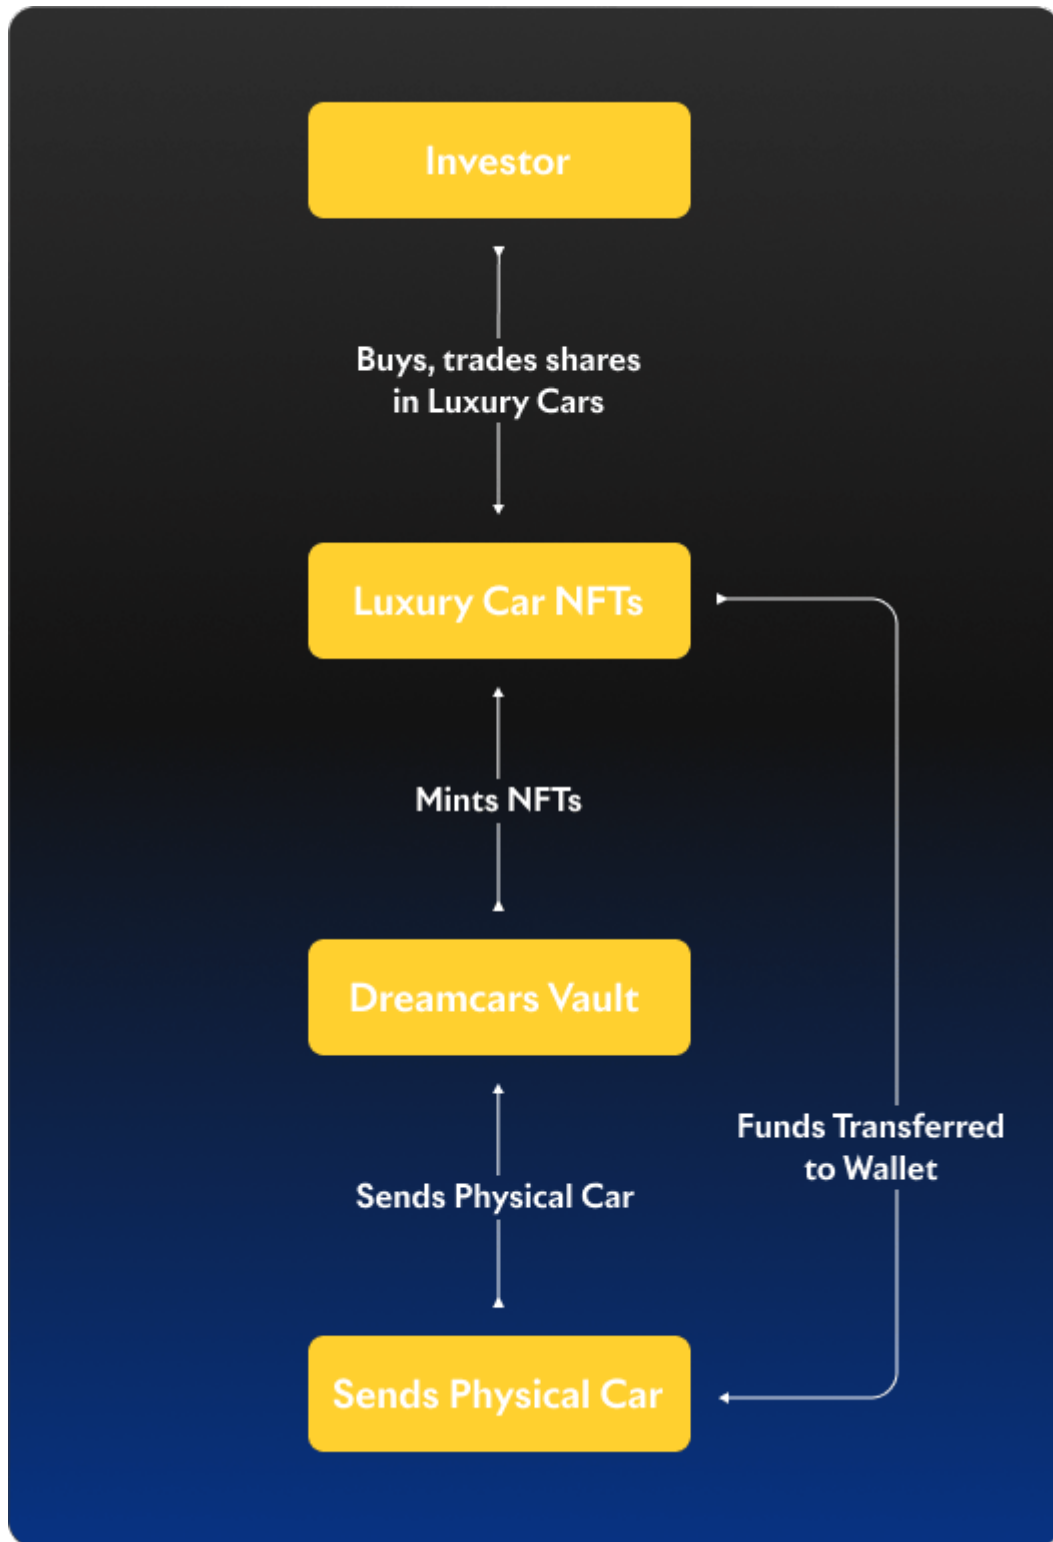 Investor
Buys, trades shares
in Luxury Cars
Luxury Car NFTs
Mints NFTs
Dreamcars Vault
Funds Transferred
to Wallet
Sends Physical Car
Sends Physical Car